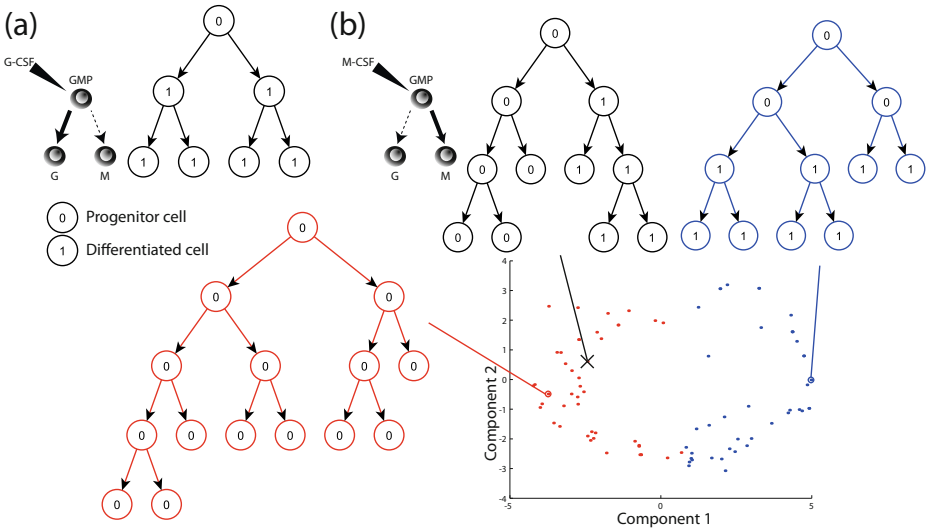 (a)
G-CSF
GMP
G
M
0
1 1
1 1 1 1
0 Progenitor cell
1 Differentiated cell
(b)
M-CSF
GMP
G
M
0
0 1
0 0 1 1
0 0 1 1
0
0 0
1 1 1 1
1 1 1 1
0
0 0
0 0 0 0
0 0 0 0 0 0
0 0
4
3
2
1
0
-1
-2
-3
-4
-5 0 5
Component 2
Component 1